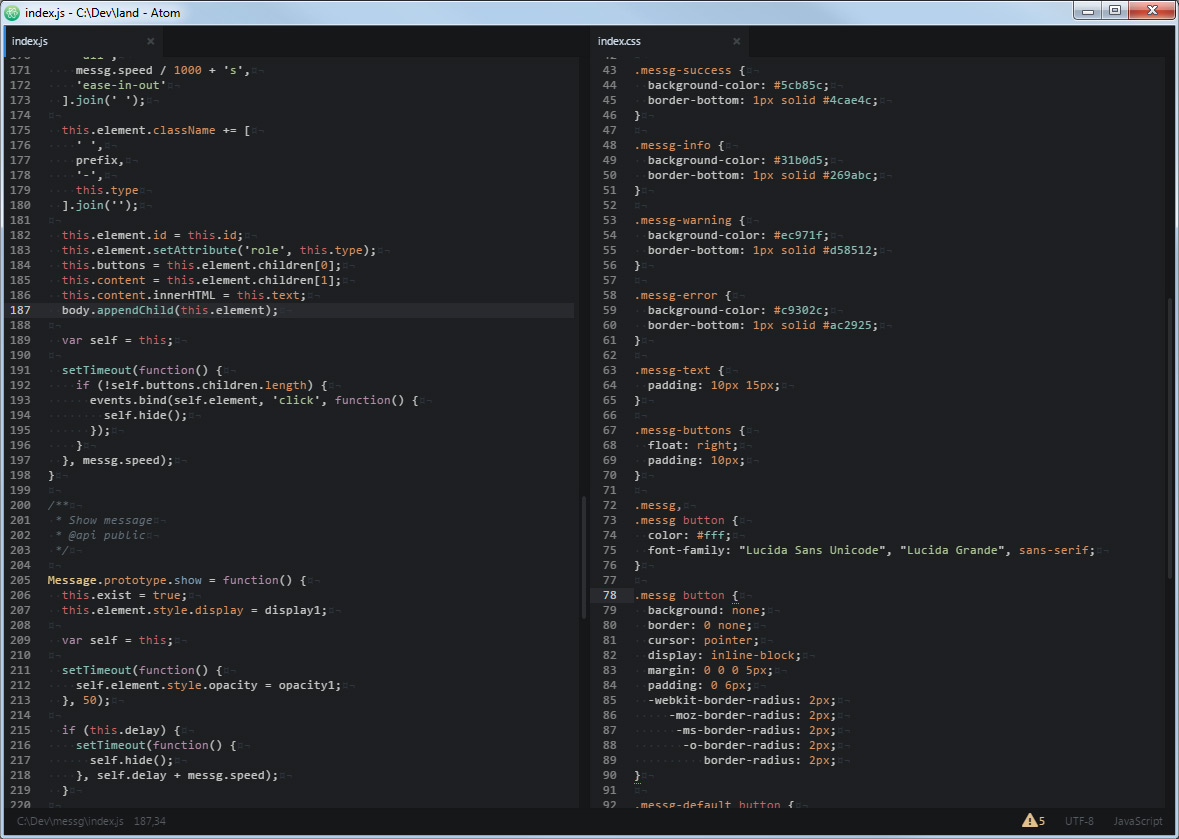 index.js - C:\Dev\land - Atom
index.js
index.css
171 messg.speed / 1000 + 's',
172 'ease-in-out'
173 ].join(' ');
174
175 this.element.className += [
176 ' ',
177 prefix,
178 '-',
179 this.type
180 ].join('');
181
182 this.element.id = this.id;
183 this.element.setAttribute('role', this.type);
184 this.buttons = this.element.children[0];
185 this.content = this.element.children[1];
186 this.content.innerHTML = this.text;
187 body.appendChild(this.element);
188
189 var self = this;
190
191 setTimeout(function() {
192 if (!self.buttons.children.length) {
193 events.bind(self.element, 'click', function() {
194 self.hide();
195 });
196 }
197 }, messg.speed);
198 }
199
200 /**
201 * Show message
202 * @api public
203 */
204
205 Message.prototype.show = function() {
206 this.exist = true;
207 this.element.style.display = display1;
208
209 var self = this;
210
211 setTimeout(function() {
212 self.element.style.opacity = opacity1;
213 }, 50);
214
215 if (this.delay) {
216 setTimeout(function() {
217 self.hide();
218 }, self.delay + messg.speed);
219 }
220
43 .messg-success {
44 background-color: #5cb85c;
45 border-bottom: 1px solid #4cae4c;
46 }
47
48 .messg-info {
49 background-color: #31b0d5;
50 border-bottom: 1px solid #269abc;
51 }
52
53 .messg-warning {
54 background-color: #ec971f;
55 border-bottom: 1px solid #d58512;
56 }
57
58 .messg-error {
59 background-color: #c9302c;
60 border-bottom: 1px solid #ac2925;
61 }
62
63 .messg-text {
64 padding: 10px 15px;
65 }
66
67 .messg-buttons {
68 float: right;
69 padding: 10px;
70 }
71
72 .messg,
73 .messg button {
74 color: #fff;
75 font-family: "Lucida Sans Unicode", "Lucida Grande", sans-serif;
76 }
77
78 .messg button {
79 background: none;
80 border: 0 none;
81 cursor: pointer;
82 display: inline-block;
83 margin: 0 0 0 5px;
84 padding: 0 6px;
85 -webkit-border-radius: 2px;
86 -moz-border-radius: 2px;
87 -ms-border-radius: 2px;
88 -o-border-radius: 2px;
89 border-radius: 2px;
90 }
91
92 .messg-default button {
C:\Dev\messg\index.js 187,34
5 UTF-8 JavaScript